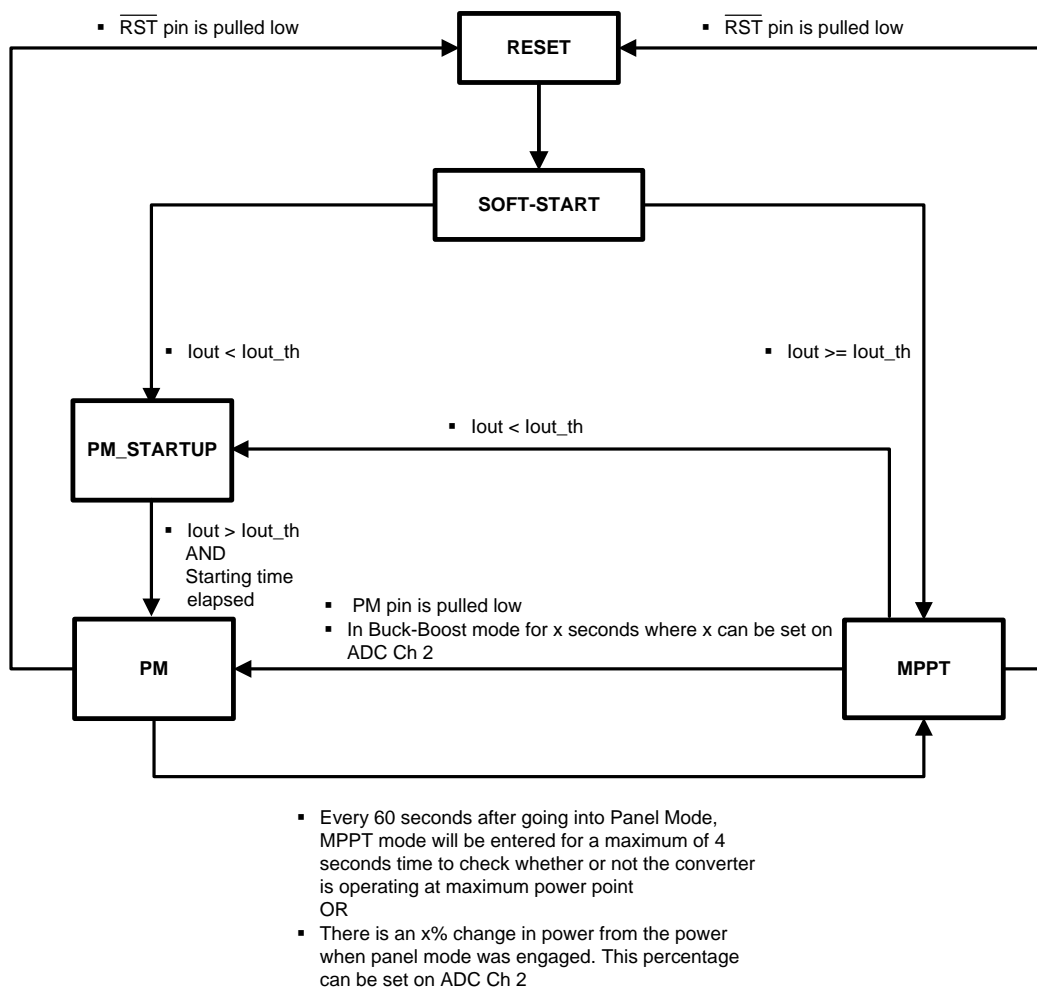 ▪ RST pin is pulled low
RESET
▪ RST pin is pulled low
SOFT-START
▪ Iout < Iout_th
▪ Iout >= Iout_th
PM_STARTUP
▪ Iout < Iout_th
▪ Iout > Iout_th
AND
Starting time
elapsed
▪ PM pin is pulled low
▪ In Buck-Boost mode for x seconds where x can be set on
ADC Ch 2
PM
MPPT
▪ Every 60 seconds after going into Panel Mode,
MPPT mode will be entered for a maximum of 4
seconds time to check whether or not the converter
is operating at maximum power point
OR
▪ There is an x% change in power from the power
when panel mode was engaged. This percentage
can be set on ADC Ch 2